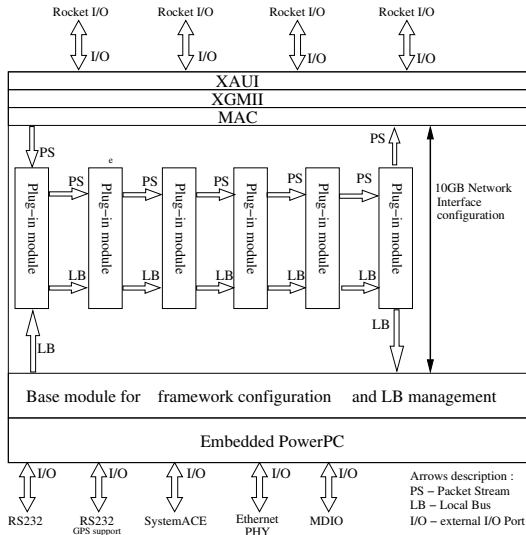 Rocket I/O Rocket I/O Rocket I/O Rocket I/O
I/O I/O I/O I/O
XAUI
XGMII
MAC
PS PS
e
PS PS PS PS PS
Plug−in module Plug−in module Plug−in module Plug−in module Plug−in module Plug−in module
10GB Network
Interface
configuration
LB LB LB LB LB
LB LB
Base module for framework configuration and LB management
Embedded PowerPC
I/O I/O I/O I/O I/O
RS232 RS232 SystemACE Ethernet MDIO
GPS support PHY
Arrows description :
PS − Packet Stream
LB − Local Bus
I/O − external I/O Port